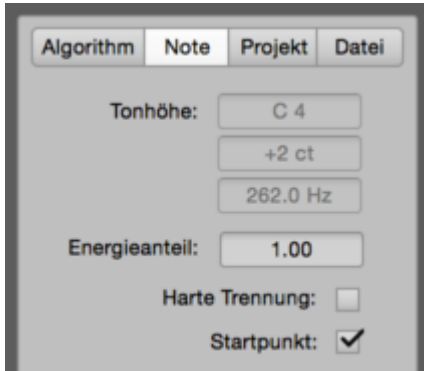 Algorithm Note Projekt Datei
Tonhöhe: C 4
+2 ct
262.0 Hz
Energieanteil: 1.00
Harte Trennung:
Startpunkt: